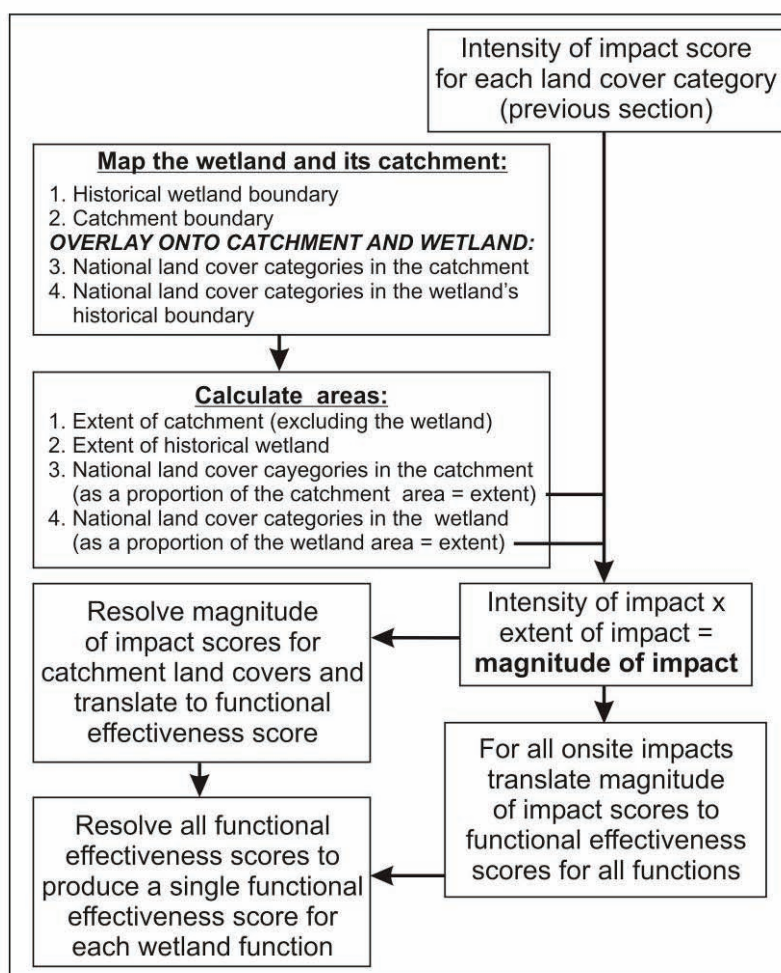 Intensity of impact score
for each land cover category
(previous section)
Map the wetland and its catchment:
1. Historical wetland boundary
2. Catchment boundary
OVERLAY ONTO CATCHMENT AND WETLAND:
3. National land cover categories in the catchment
4. National land cover categories in the wetland's
historical boundary
Calculate areas:
1. Extent of catchment (excluding the wetland)
2. Extent of historical wetland
3. National land cover cayegories in the catchment
(as a proportion of the catchment area = extent)
4. National land cover categories in the wetland
(as a proportion of the wetland area = extent)
Intensity of impact x
extent of impact =
magnitude of impact
Resolve magnitude
of impact scores for
catchment land covers and
translate to functional
effectiveness score
For all onsite impacts
translate magnitude
of impact scores to
functional effectiveness
scores for all functions
Resolve all functional
effectiveness scores to
produce a single functional
effectiveness score for
each wetland function